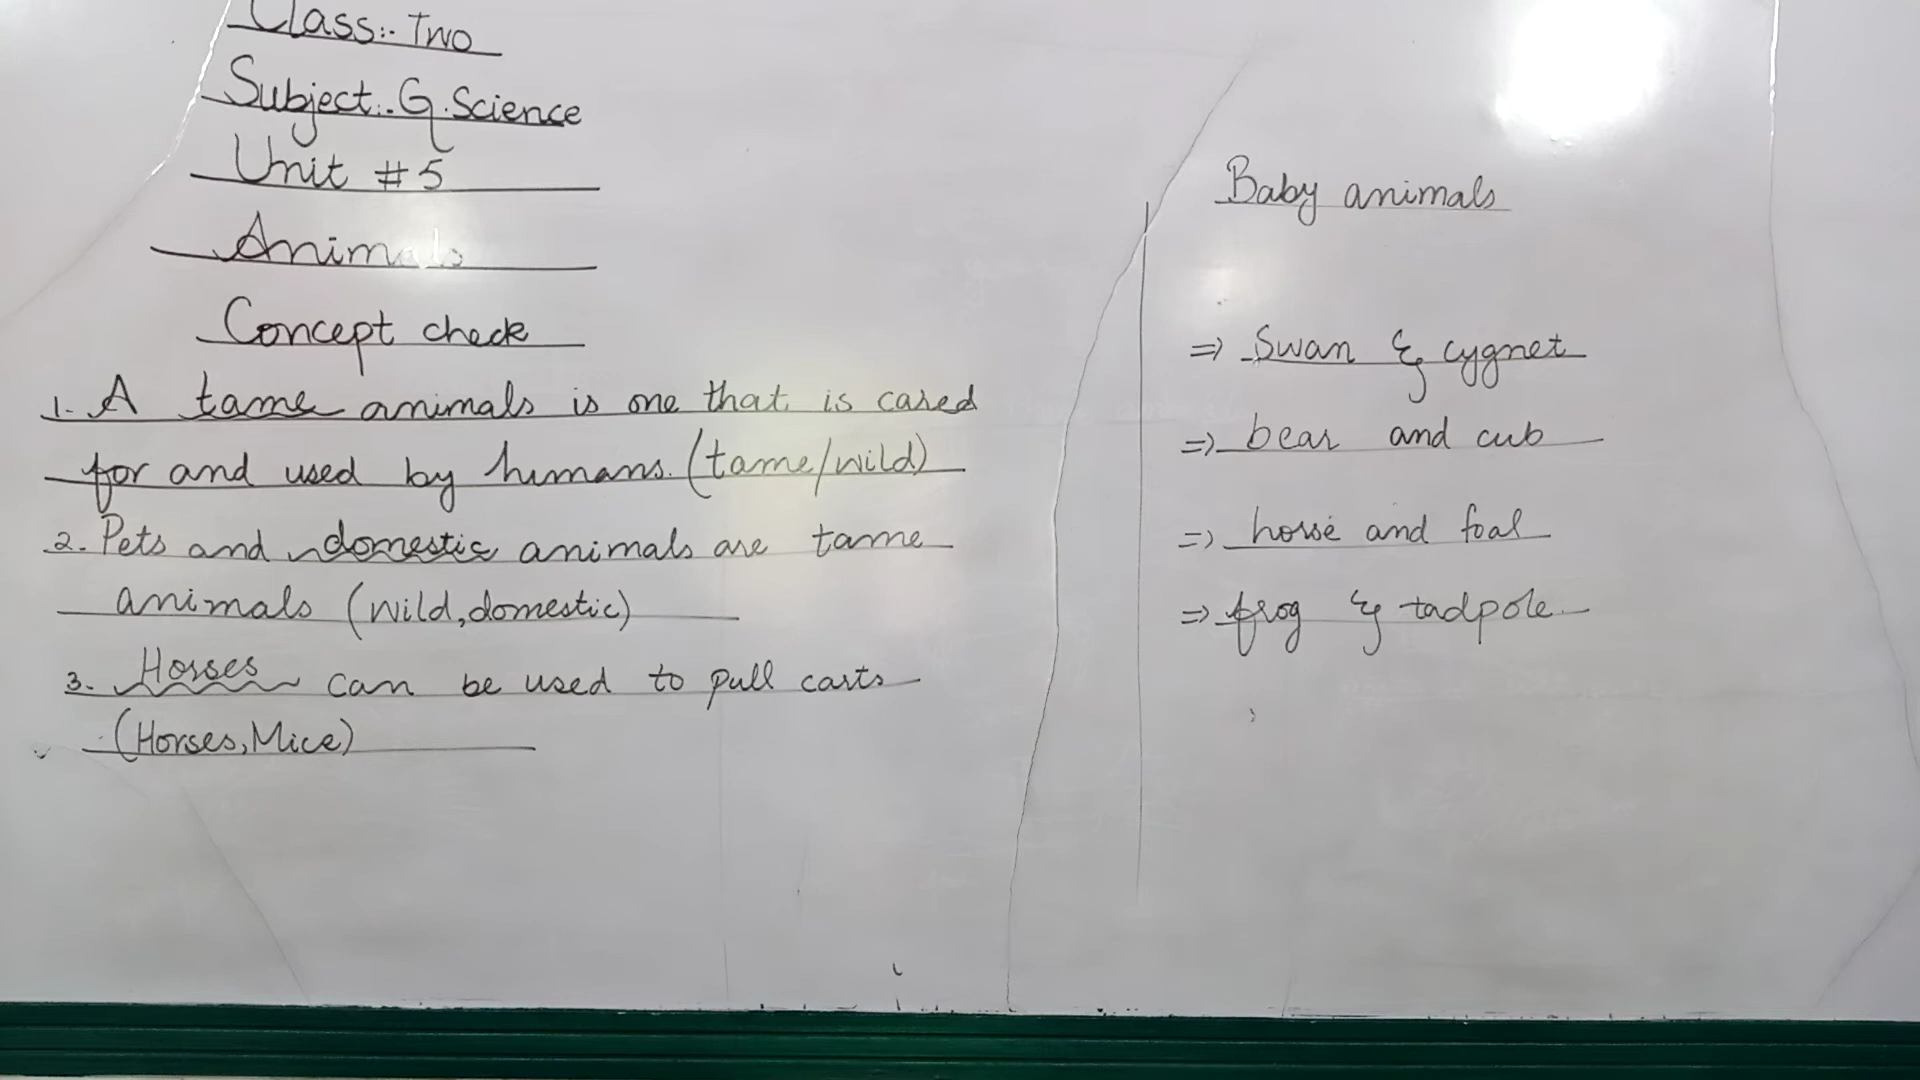 Class:- Two
Subject:- G.Science
Unit # 5
Animals
Concept check
1. A tame animals is one that is cared
for and used by humans. (tame/wild)
2. Pets and domestic animals are tame
animals (wild, domestic)
3. Horses can be used to pull carts
(Horses, Mice)
Baby animals
=> Swan & cygnet
=> bear and cub
=> horse and foal
=> frog & tadpole